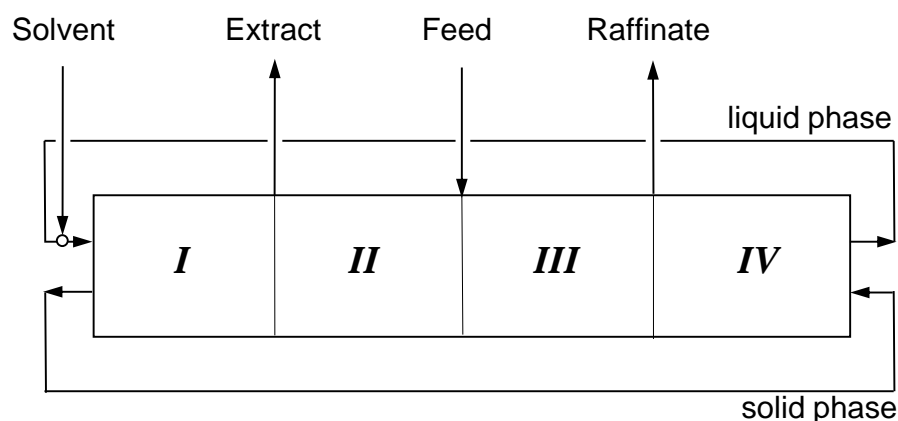 Solvent Extract Feed Raffinate
liquid phase
I II III IV
solid phase